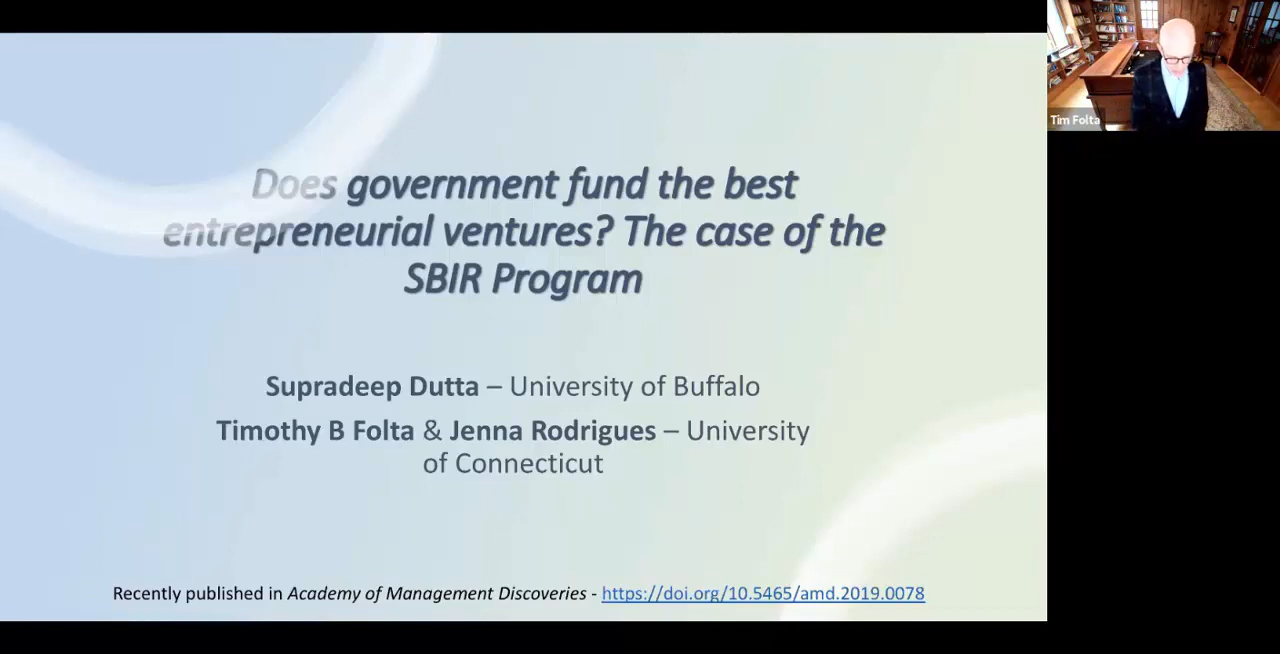 Does government fund the best
entrepreneurial ventures? The case of the
SBIR Program
Supradeep Dutta – University of Buffalo
Timothy B Folta & Jenna Rodrigues – University
of Connecticut
Recently published in Academy of Management Discoveries - https://doi.org/10.5465/amd.2019.0078
Tim Folta